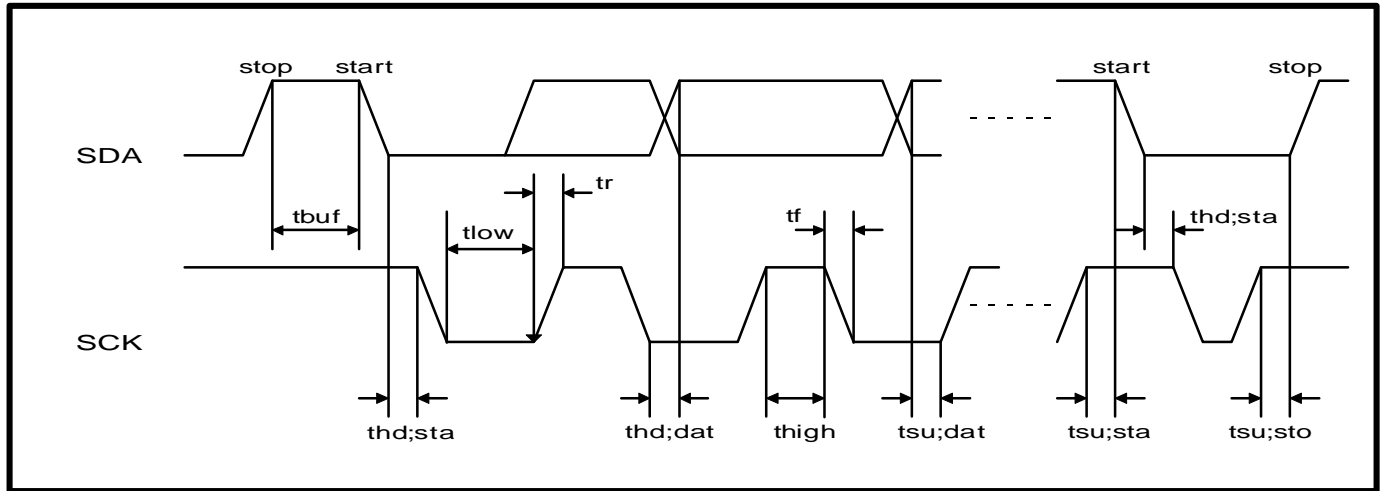 stop start start stop
SDA
tr
tbuf tlow tf thd;sta
SCK
thd;sta thd;dat thigh tsu;dat tsu;sta tsu;sto